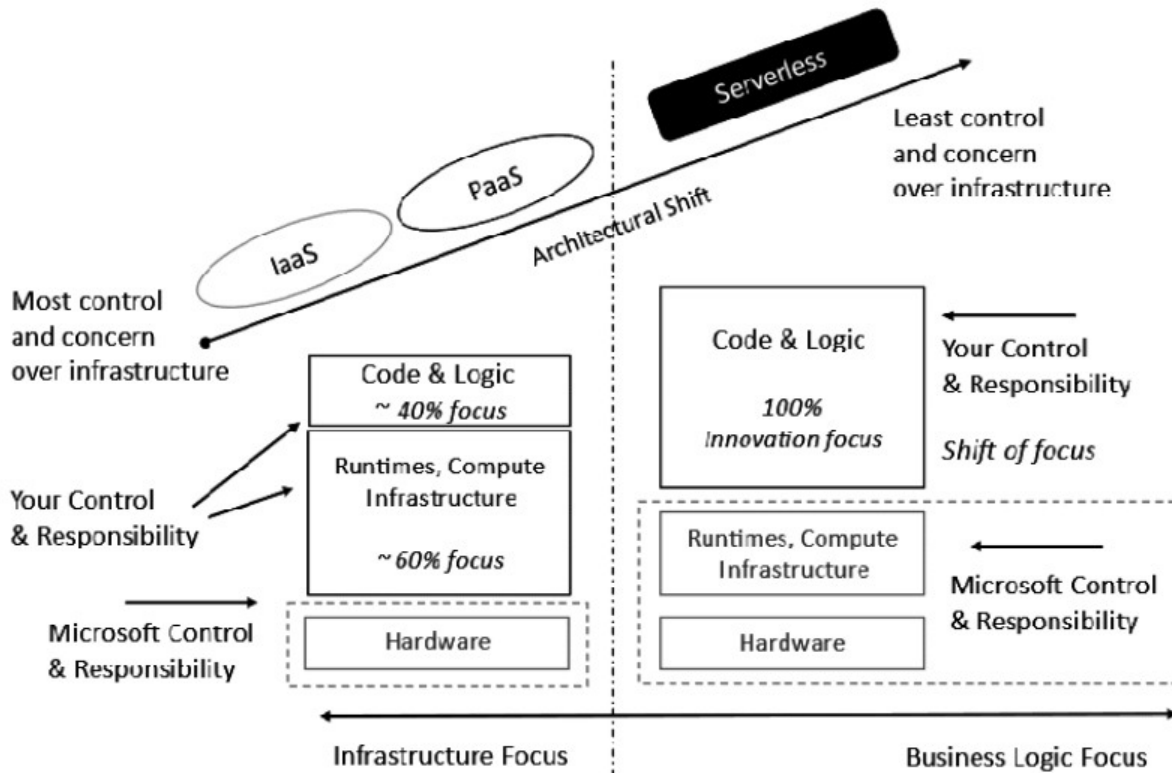 Serverless
Least control
and concern
over infrastructure
PaaS
Architectural Shift
IaaS
Most control
and concern
over infrastructure
Code & Logic
~ 40% focus
Runtimes, Compute
Infrastructure
~ 60% focus
Your Control
& Responsibility
Microsoft Control
& Responsibility
Hardware
Code & Logic
100%
Innovation focus
Your Control
& Responsibility
Shift of focus
Runtimes, Compute
Infrastructure
Microsoft Control
& Responsibility
Hardware
Infrastructure Focus
Business Logic Focus